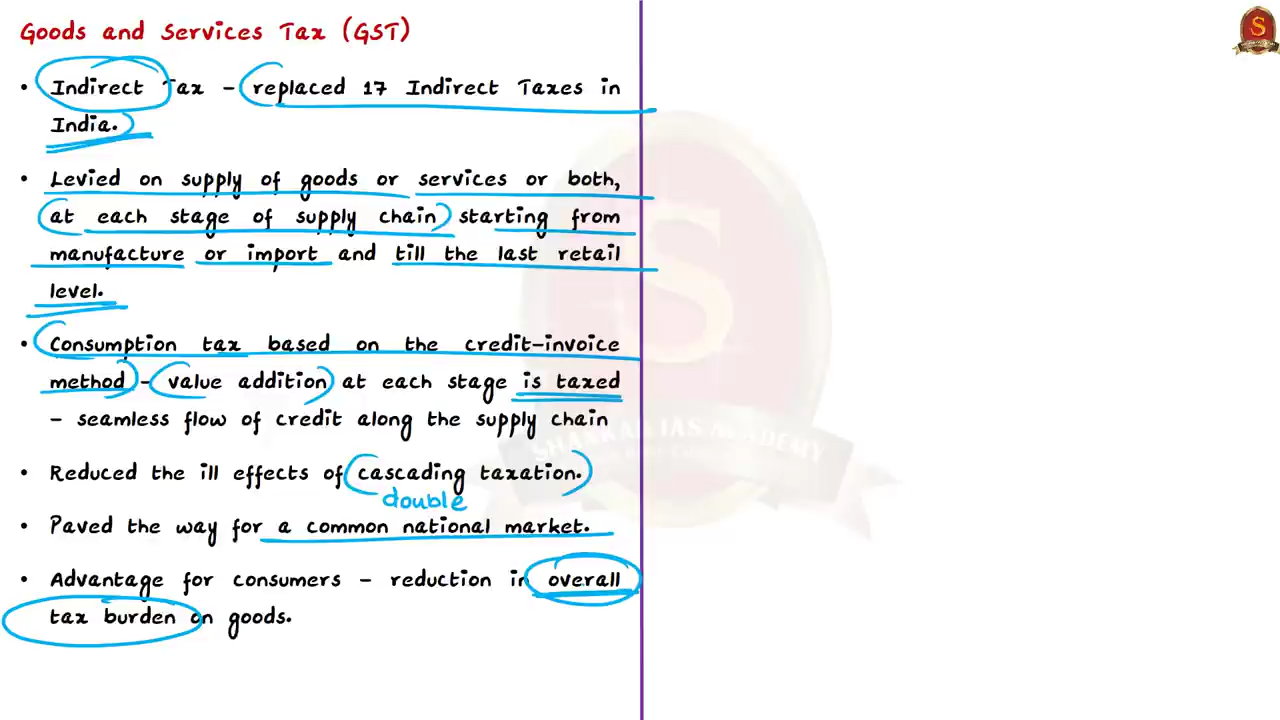 Goods and Services Tax (GST)
• Indirect Tax - replaced 17 Indirect Taxes in
India.
• Levied on supply of goods or services or both,
at each stage of supply chain starting from
manufacture or import and till the last retail
level.
• Consumption tax based on the credit-invoice
method - value addition at each stage is taxed
- seamless flow of credit along the supply chain
• Reduced the ill effects of cascading taxation.
double
• Paved the way for a common national market.
• Advantage for consumers - reduction in overall
tax burden on goods.
S
S
SHANKAR IAS ACADEMY